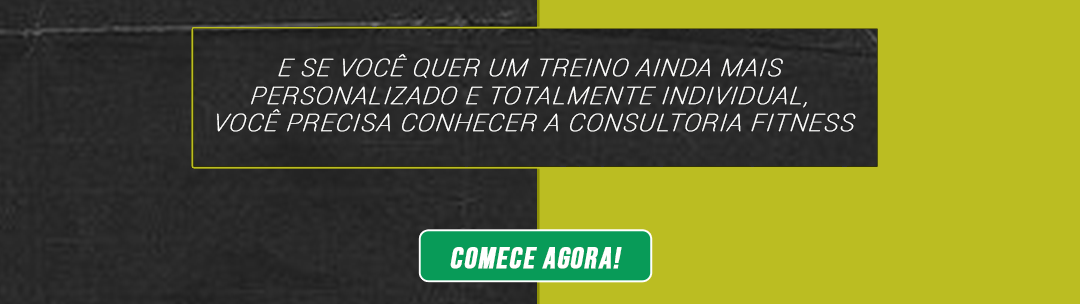 E SE VOCÊ QUER UM TREINO AINDA MAIS
PERSONALIZADO E TOTALMENTE INDIVIDUAL,
VOCÊ PRECISA CONHECER A CONSULTORIA FITNESS
COMECE AGORA!